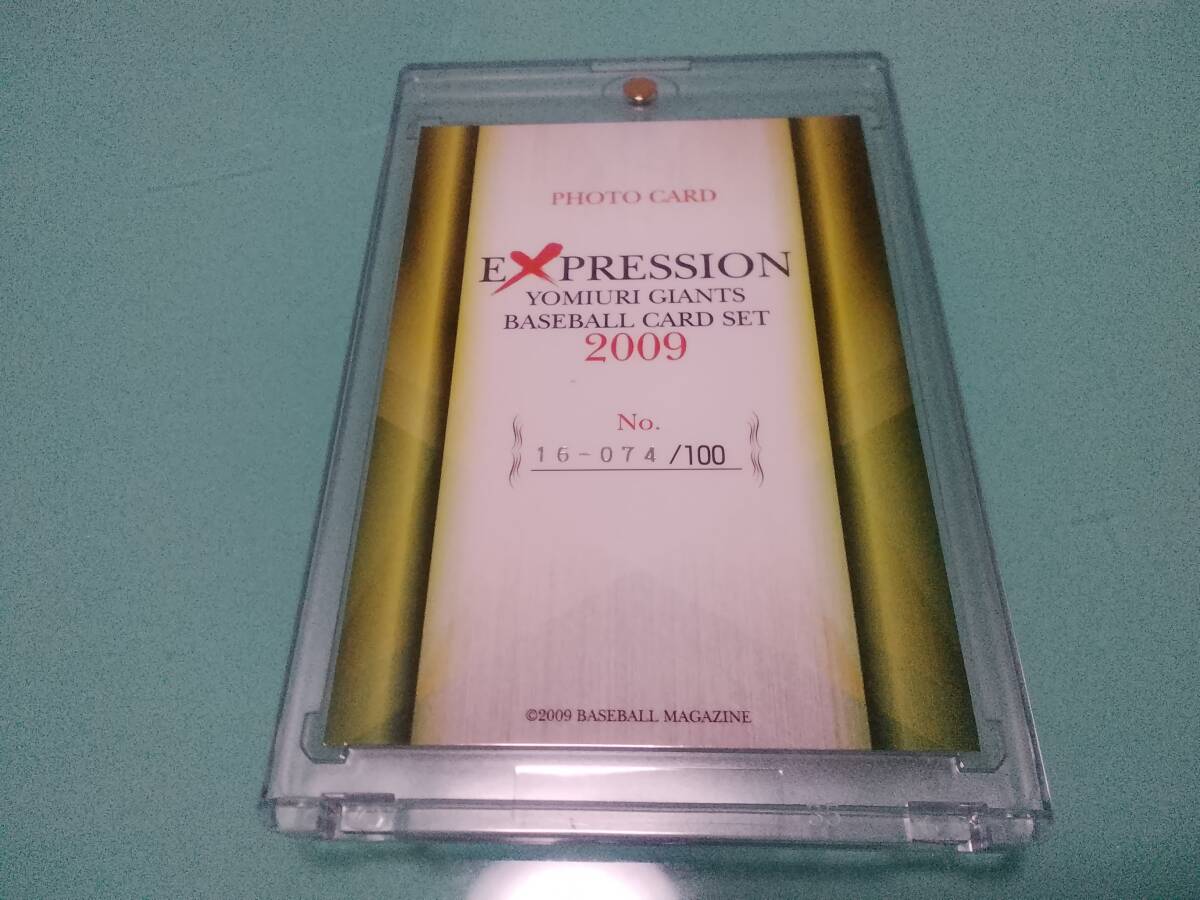 PHOTO CARD
EXPRESSION
YOMIURI GIANTS
BASEBALL CARD SET
2009
No.
16-074/100
©2009 BASEBALL MAGAZINE